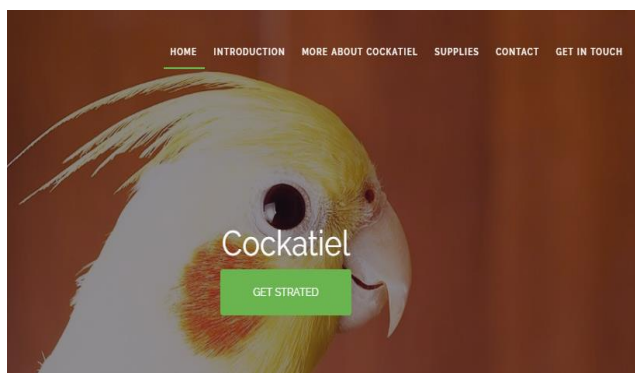 HOME INTRODUCTION MORE ABOUT COCKATIEL SUPPLIES CONTACT GET IN TOUCH
Cockatiel
GET STRATED